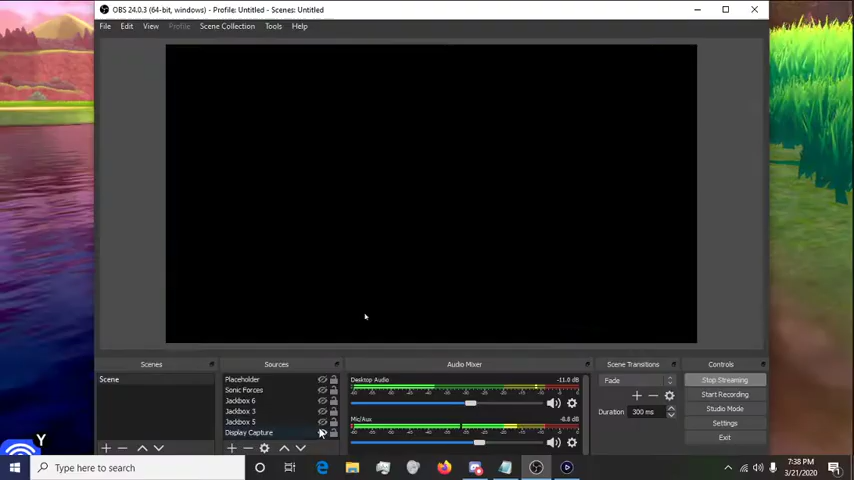 OBS 24.0.3 (64-bit, windows) - Profile: Untitled - Scenes: Untitled
File Edit View Profile Scene Collection Tools Help
Scenes Sources Audio Mixer Scene Transitions Controls
Scene
Placeholder
Sonic Forces
Jackbox 6
Jackbox 3
Jackbox 5
Display Capture
Desktop Audio -11.0 dB
Mic/Aux -8.8 dB
Fade
Duration 300 ms
Stop Streaming
Start Recording
Studio Mode
Settings
Exit
Y
Type here to search
7:38 PM
3/21/2020